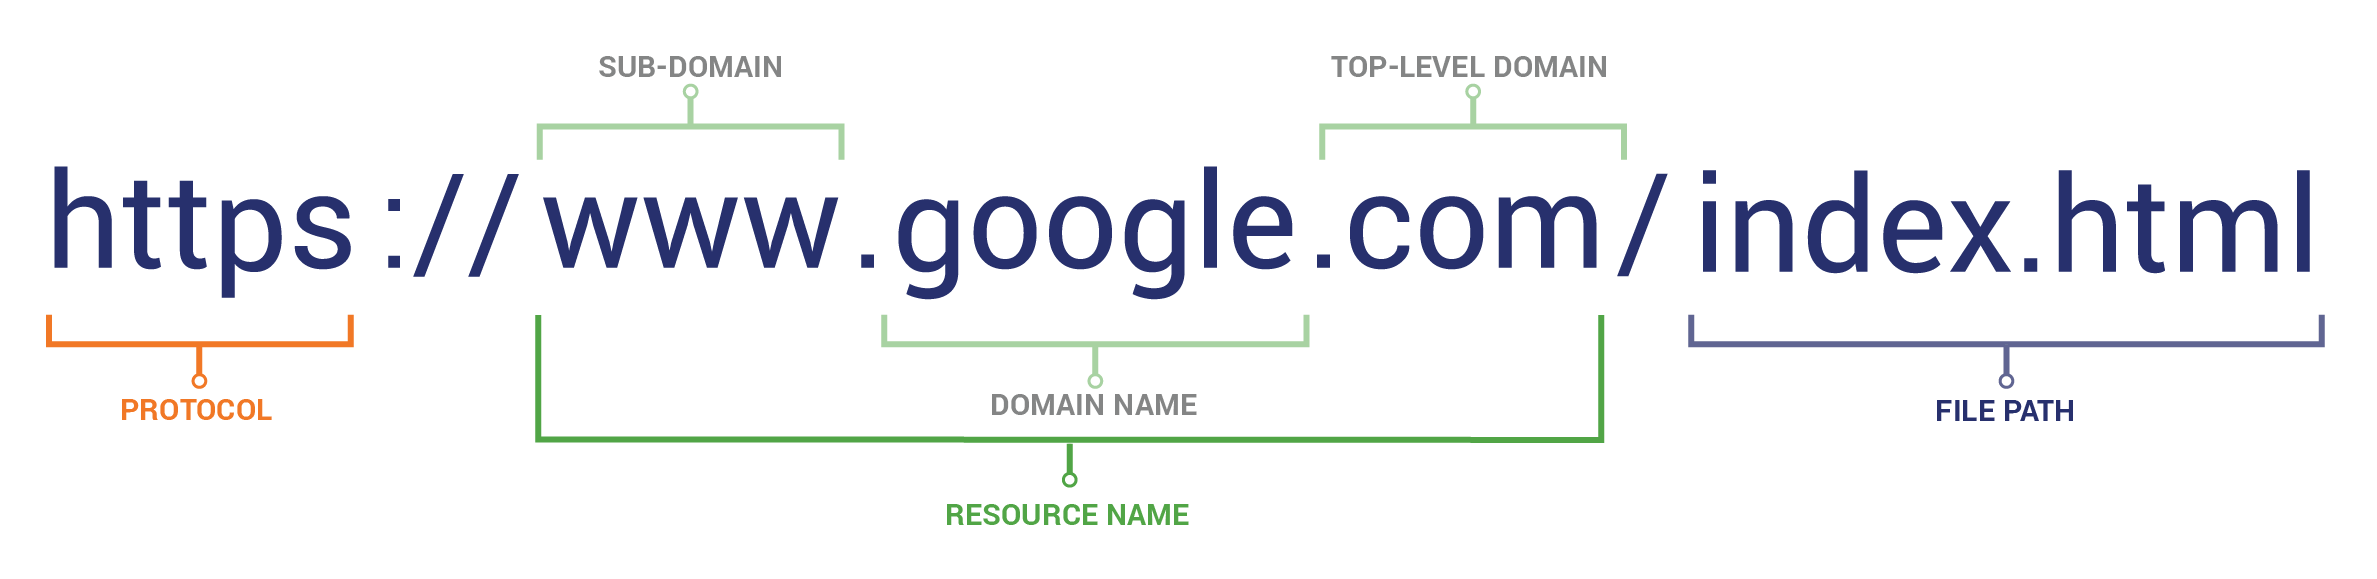 SUB-DOMAIN
TOP-LEVEL DOMAIN
https://www.google.com/index.html
PROTOCOL
DOMAIN NAME
FILE PATH
RESOURCE NAME